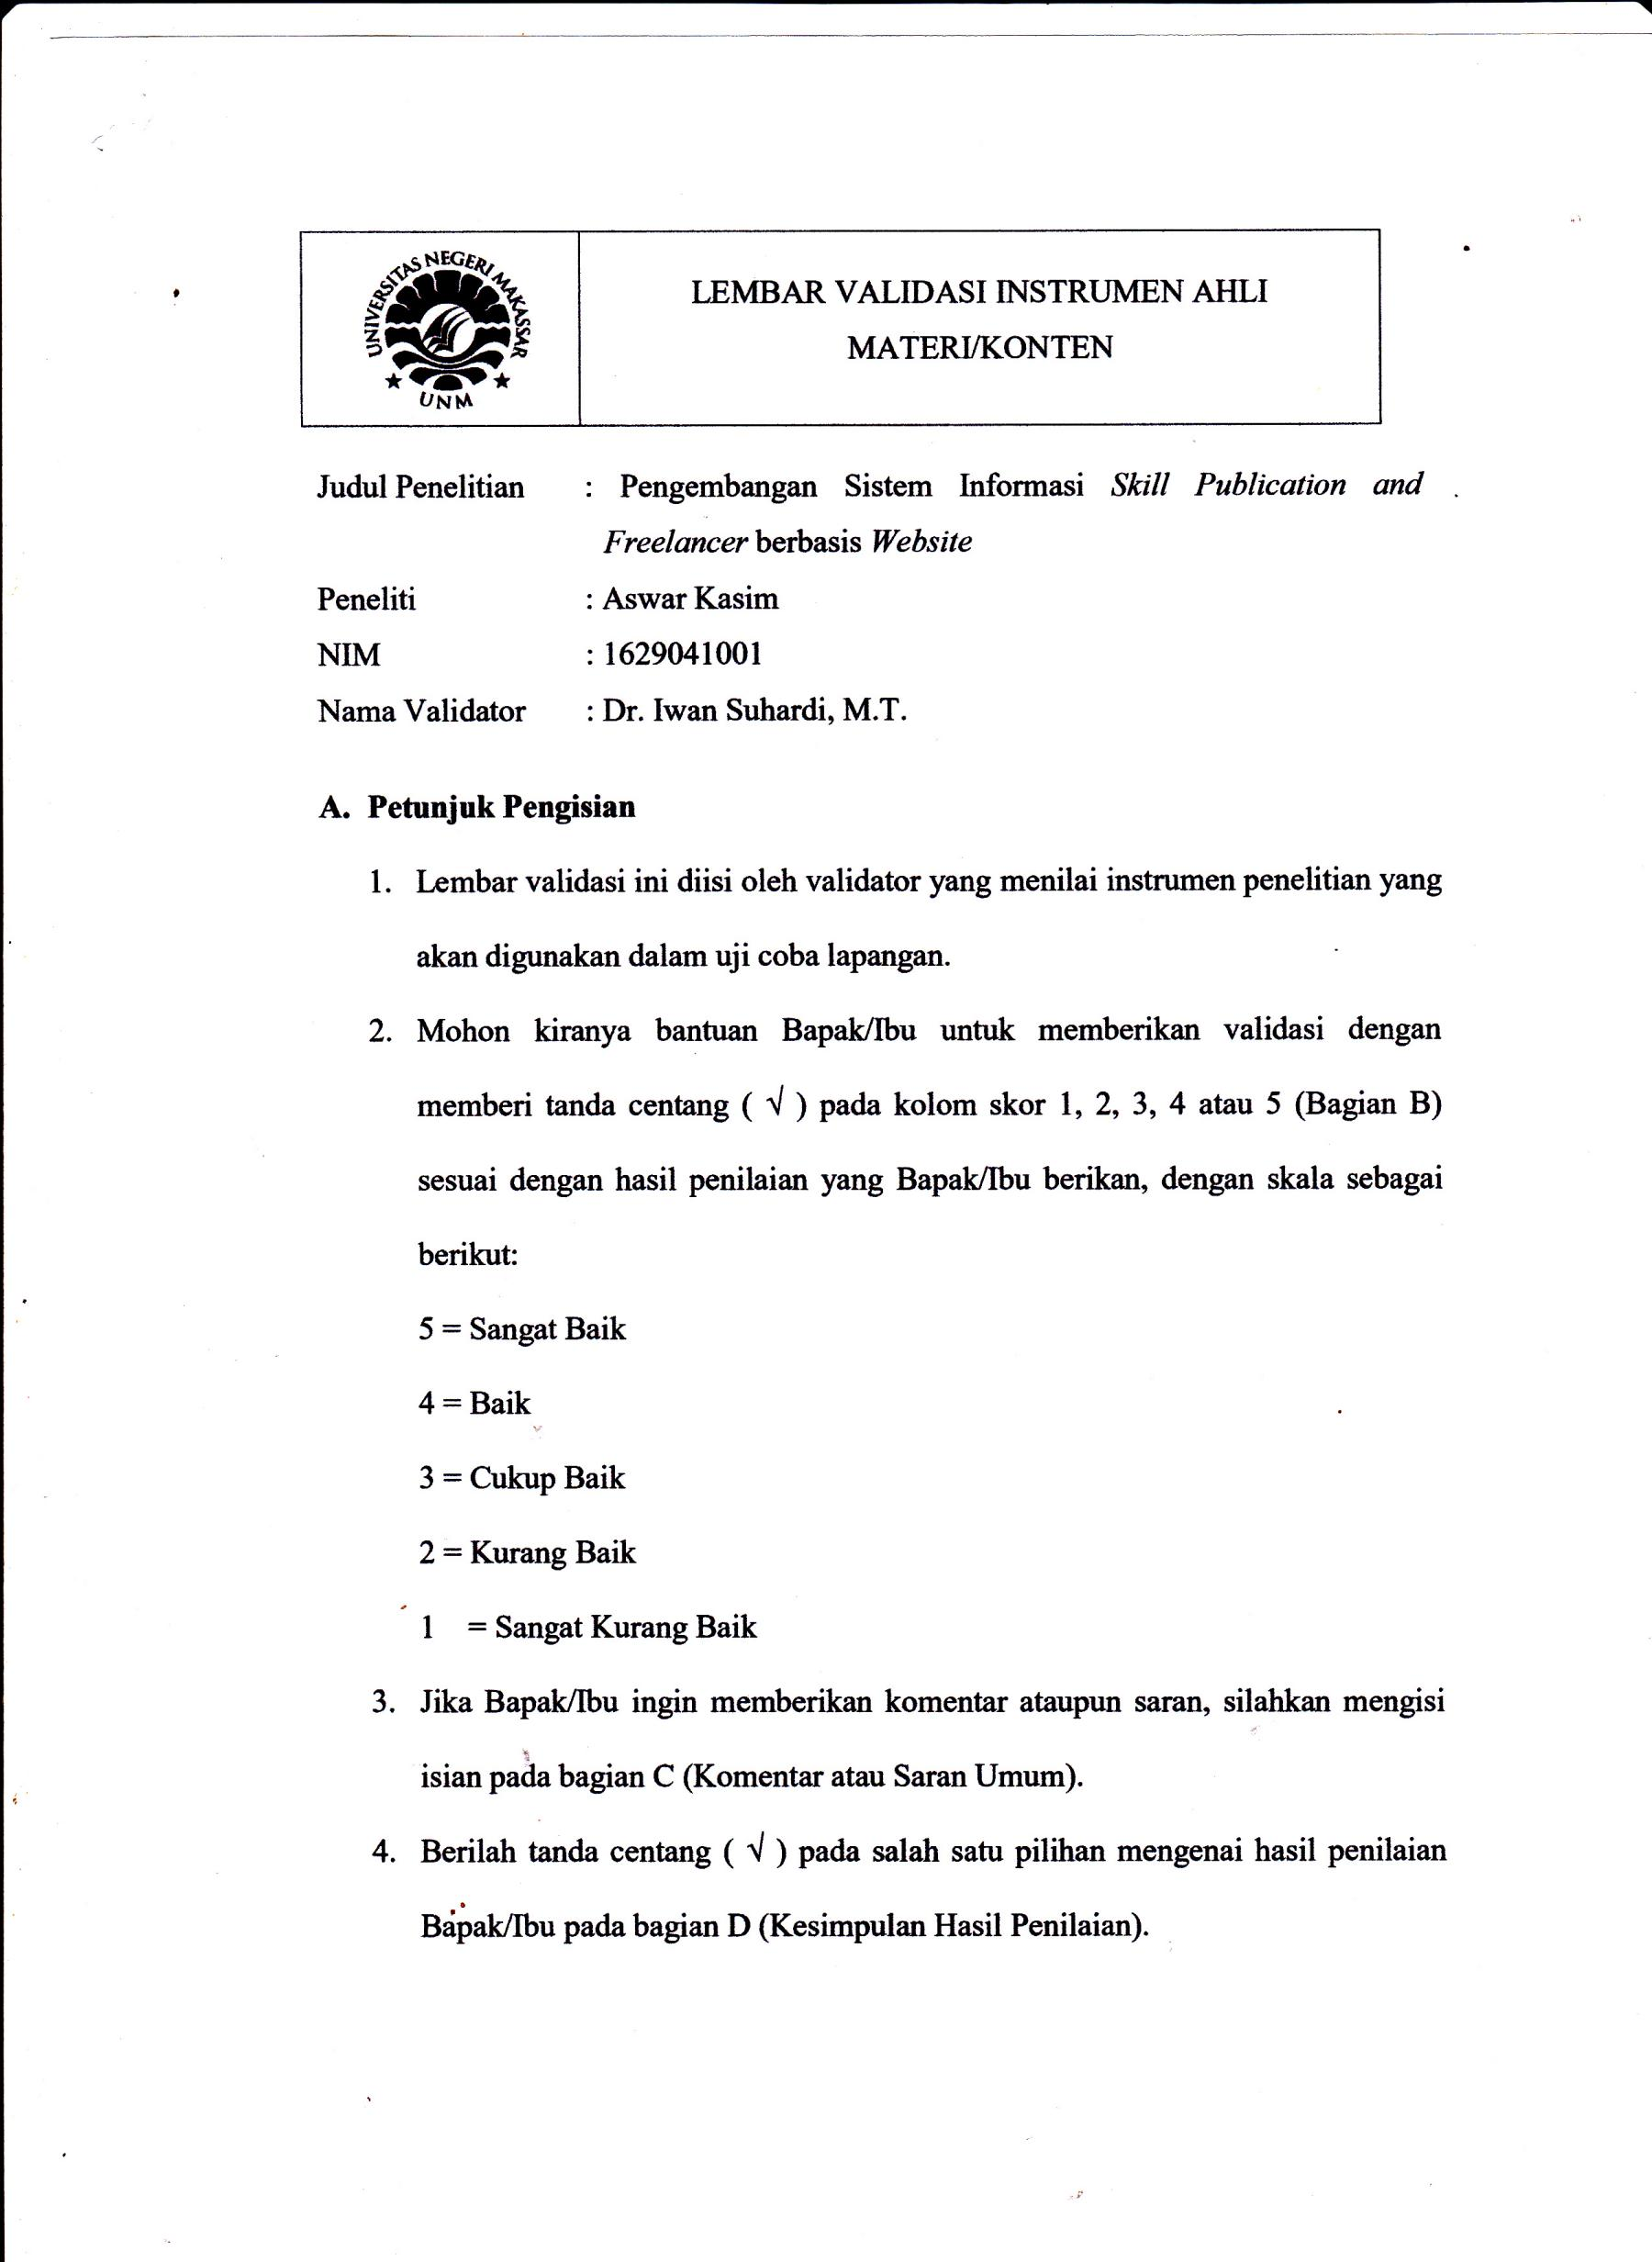 UNIVERSITAS NEGERI MAKASSAR
UNM
LEMBAR VALIDASI INSTRUMEN AHLI
MATERI/KONTEN
Judul Penelitian : Pengembangan Sistem Informasi Skill Publication and
Freelancer berbasis Website
Peneliti : Aswar Kasim
NIM : 1629041001
Nama Validator : Dr. Iwan Suhardi, M.T.
A. Petunjuk Pengisian
1. Lembar validasi ini diisi oleh validator yang menilai instrumen penelitian yang
akan digunakan dalam uji coba lapangan.
2. Mohon kiranya bantuan Bapak/Ibu untuk memberikan validasi dengan
memberi tanda centang ( √ ) pada kolom skor 1, 2, 3, 4 atau 5 (Bagian B)
sesuai dengan hasil penilaian yang Bapak/Ibu berikan, dengan skala sebagai
berikut:
5 = Sangat Baik
4 = Baik
3 = Cukup Baik
2 = Kurang Baik
1 = Sangat Kurang Baik
3. Jika Bapak/Ibu ingin memberikan komentar ataupun saran, silahkan mengisi
isian pada bagian C (Komentar atau Saran Umum).
4. Berilah tanda centang ( √ ) pada salah satu pilihan mengenai hasil penilaian
Bapak/Ibu pada bagian D (Kesimpulan Hasil Penilaian).